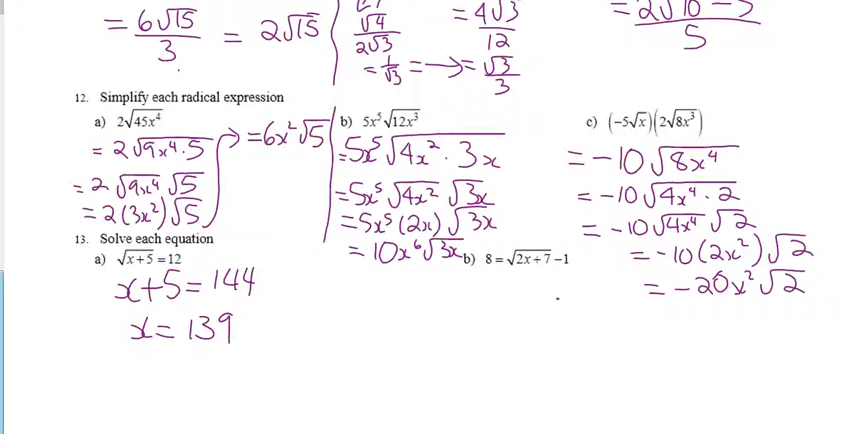 = 6√15/3 = 2√15
√4/2√3
= 1/√3 = →
= 4√3/12
= √3/3
5
12. Simplify each radical expression
a) 2√45x⁴
= 2√9x⁴·5
= 2√9x⁴ √5
= 2(3x²)√5
→ = 6x²√5
b) 5x⁵√12x³
= 5x⁵√4x²·3x
= 5x⁵√4x² √3x
= 5x⁵(2x)√3x
= 10x⁶√3x
c) (−5√x)(2√8x³)
= −10√8x⁴
= −10√4x⁴·2
= −10√4x⁴ √2
= −10(2x²)√2
= −20x²√2
13. Solve each equation
a) √x+5 = 12
x+5 = 144
x = 139
b) 8 = √2x+7 −1